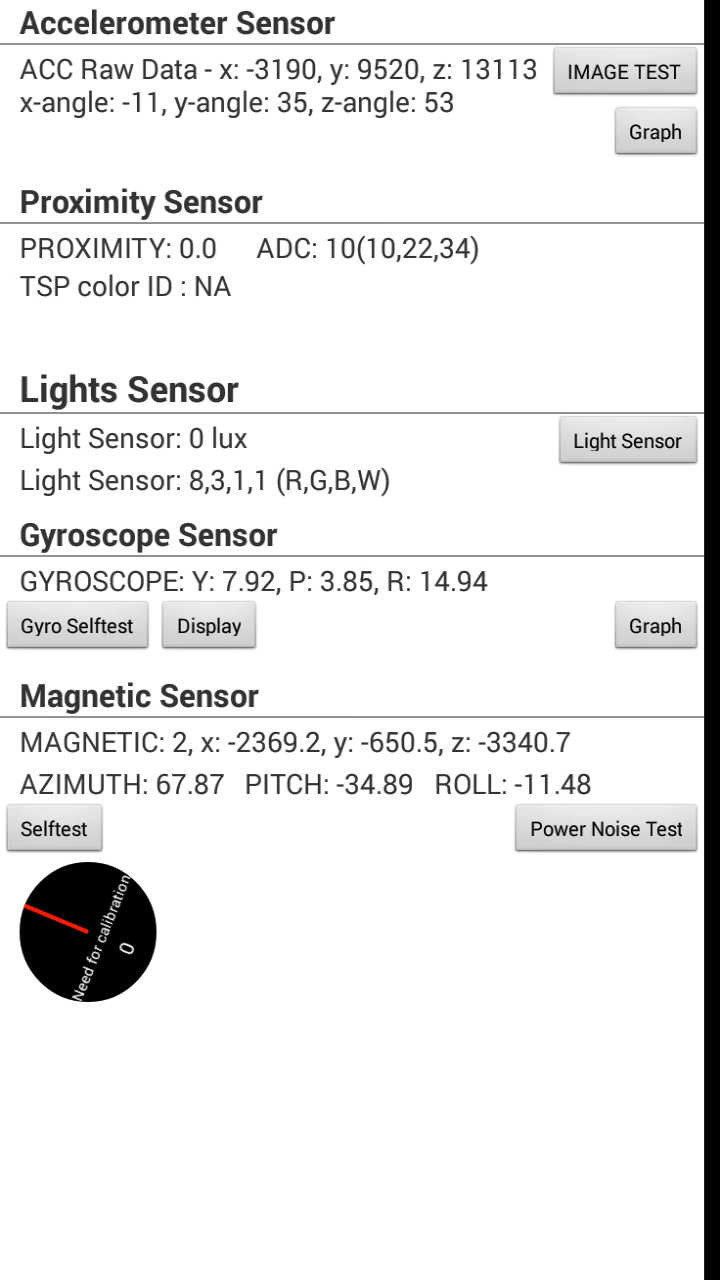 Accelerometer Sensor
ACC Raw Data - x: -3190, y: 9520, z: 13113
IMAGE TEST
x-angle: -11, y-angle: 35, z-angle: 53
Graph
Proximity Sensor
PROXIMITY: 0.0 ADC: 10(10,22,34)
TSP color ID : NA
Lights Sensor
Light Sensor: 0 lux
Light Sensor
Light Sensor: 8,3,1,1 (R,G,B,W)
Gyroscope Sensor
GYROSCOPE: Y: 7.92, P: 3.85, R: 14.94
Gyro Selftest Display Graph
Magnetic Sensor
MAGNETIC: 2, x: -2369.2, y: -650.5, z: -3340.7
AZIMUTH: 67.87 PITCH: -34.89 ROLL: -11.48
Selftest Power Noise Test
Need for calibration
0